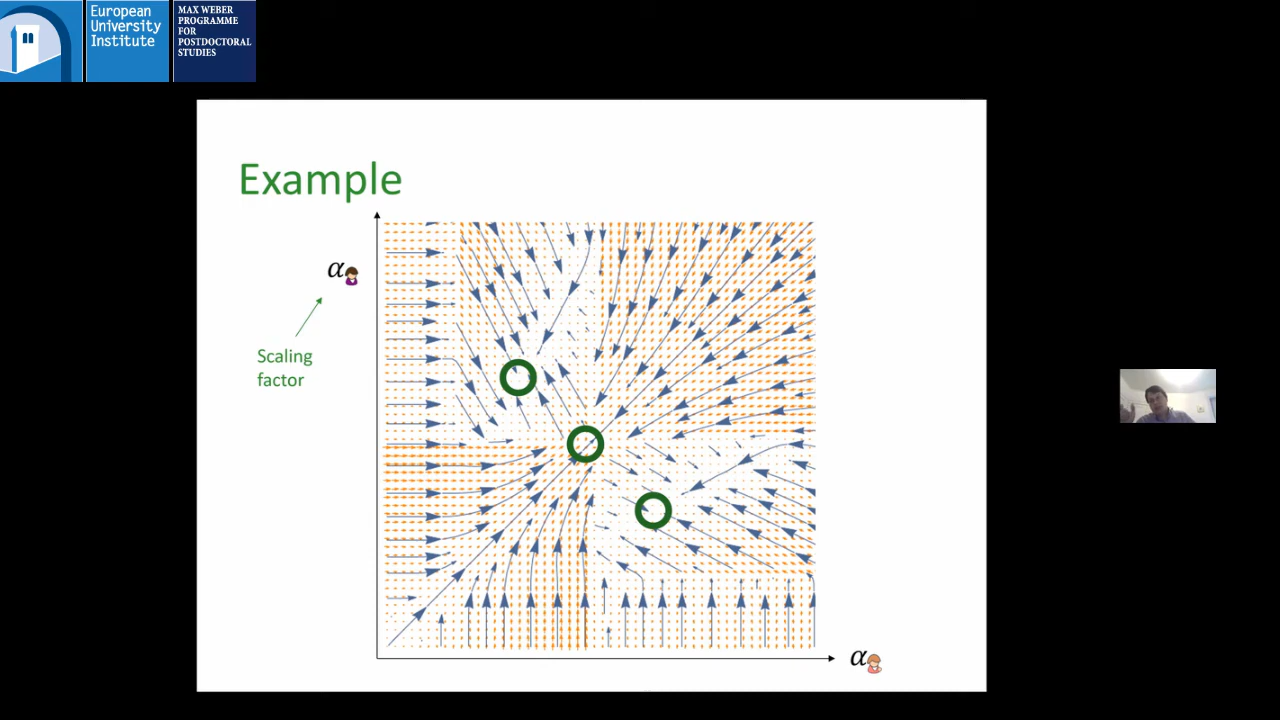 European
University
Institute
MAX WEBER
PROGRAMME
FOR
POSTDOCTORAL
STUDIES
Example
α
Scaling
factor
α